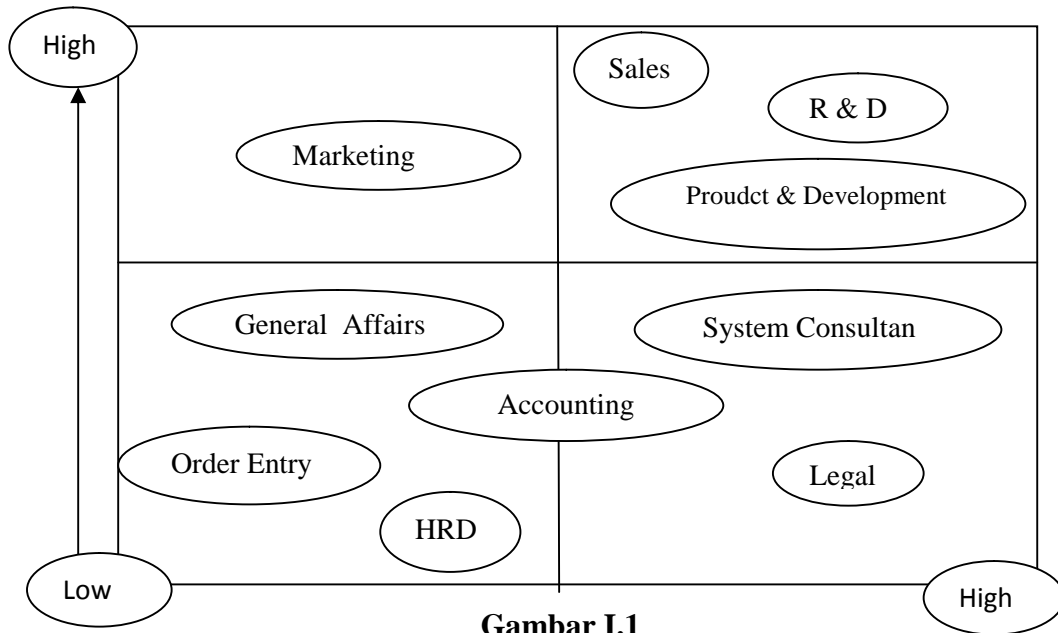 High
Sales
R & D
Marketing
Proudct & Development
General Affairs
System Consultan
Accounting
Order Entry
Legal
HRD
Low
High
Gambar I.1